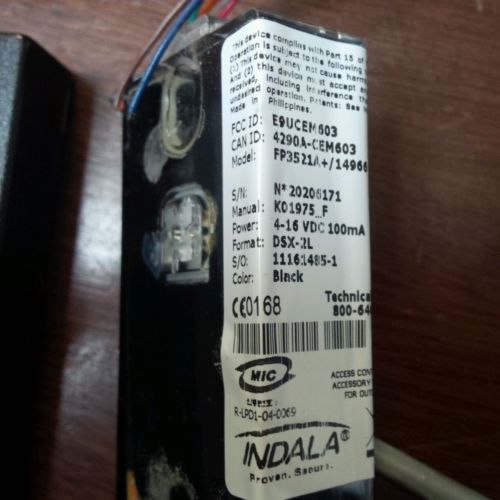 This device complies with Part 15 of
Operation is subject to the following
(1) This device may not cause harm
And (2) this device must accept any
received, including interference
undesired operation. Patents: See
Made in Philippines.
FCC ID: E9UCEM603
CAN ID: 4290A-CEM603
Model: FP3521A+/14966
S/N: N*20206171
Manual: K01975_F
Power: 4-16 VDC 100mA
Format: DSX-2L
S/O: 11161485-1
Color: Black
CE0168
Technical
800-64
MIC
R-LPD1-04-0069
ACCESS CONT
ACCESSORY
FOR OUT
INDALA®
Proven. Secure.